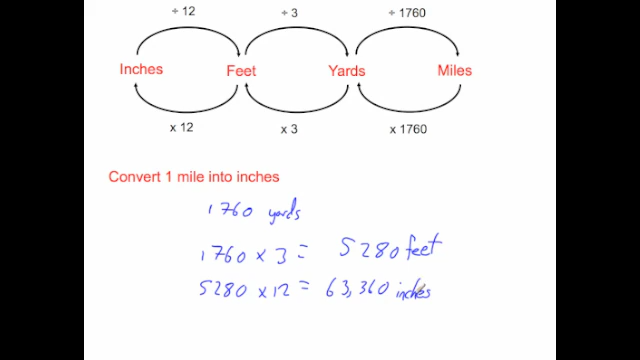 ÷ 12 ÷ 3 ÷ 1760
Inches Feet Yards Miles
x 12 x 3 x 1760
Convert 1 mile into inches
1760 yards
1760 x 3 = 5280 feet
5280 x 12 = 63,360 inches